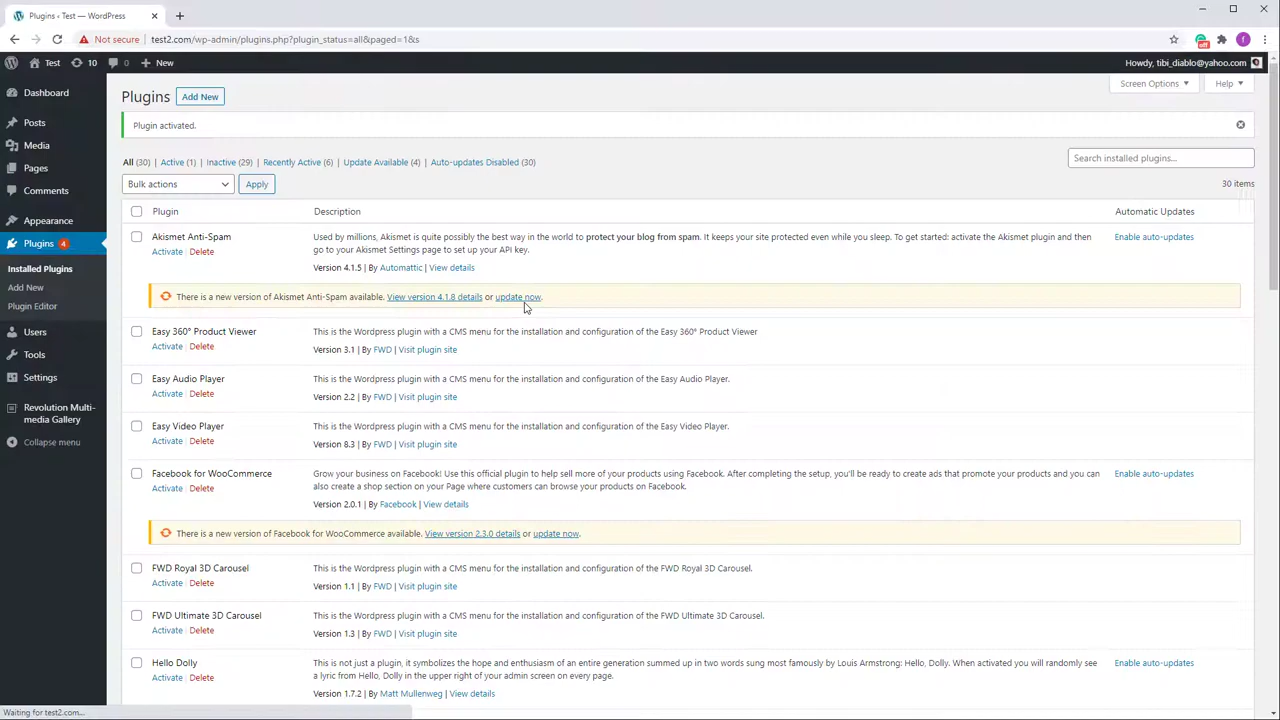 Plugins ‹ Test — WordPress
Not secure test2.com/wp-admin/plugins.php?plugin_status=all&paged=1&s
off
f
Test 10 0 New
Howdy, tibi_diablo@yahoo.com
Dashboard
Posts
Media
Pages
Comments
Appearance
Plugins 4
Installed Plugins
Add New
Plugin Editor
Users
Tools
Settings
Revolution Multi-
media Gallery
Collapse menu
Screen Options
Help
Plugins Add New
Plugin activated.
All (30) | Active (1) | Inactive (29) | Recently Active (6) | Update Available (4) | Auto-updates Disabled (30)
Search installed plugins...
Bulk actions Apply
30 items
Plugin Description Automatic Updates
Akismet Anti-Spam
Activate | Delete
Used by millions, Akismet is quite possibly the best way in the world to protect your blog from spam. It keeps your site protected even while you sleep. To get started: activate the Akismet plugin and then
go to your Akismet Settings page to set up your API key.
Version 4.1.5 | By Automattic | View details
Enable auto-updates
There is a new version of Akismet Anti-Spam available. View version 4.1.8 details or update now.
Easy 360° Product Viewer
Activate | Delete
This is the Wordpress plugin with a CMS menu for the installation and configuration of the Easy 360° Product Viewer
Version 3.1 | By FWD | Visit plugin site
Easy Audio Player
Activate | Delete
This is the Wordpress plugin with a CMS menu for the installation and configuration of the Easy Audio Player.
Version 2.2 | By FWD | Visit plugin site
Easy Video Player
Activate | Delete
This is the Wordpress plugin with a CMS menu for the installation and configuration of the Easy Video Player.
Version 8.3 | By FWD | Visit plugin site
Facebook for WooCommerce
Activate | Delete
Grow your business on Facebook! Use this official plugin to help sell more of your products using Facebook. After completing the setup, you'll be ready to create ads that promote your products and you can
also create a shop section on your Page where customers can browse your products on Facebook.
Version 2.0.1 | By Facebook | View details
Enable auto-updates
There is a new version of Facebook for WooCommerce available. View version 2.3.0 details or update now.
FWD Royal 3D Carousel
Activate | Delete
This is the Wordpress plugin with a CMS menu for the installation and configuration of the FWD Royal 3D Carousel.
Version 1.1 | By FWD | Visit plugin site
FWD Ultimate 3D Carousel
Activate | Delete
This is the Wordpress plugin with a CMS menu for the installation and configuration of the FWD Ultimate 3D Carousel.
Version 1.3 | By FWD | Visit plugin site
Hello Dolly
Activate | Delete
This is not just a plugin, it symbolizes the hope and enthusiasm of an entire generation summed up in two words sung most famously by Louis Armstrong: Hello, Dolly. When activated you will randomly see
a lyric from Hello, Dolly in the upper right of your admin screen on every page.
Version 1.7.2 | By Matt Mullenweg | View details
Enable auto-updates
Waiting for test2.com...